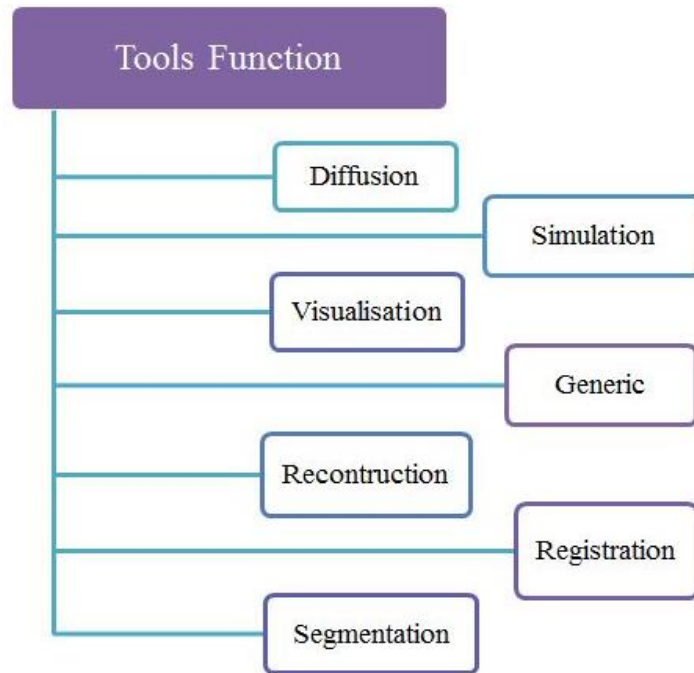 Tools Function
Diffusion
Simulation
Visualisation
Generic
Recontruction
Registration
Segmentation